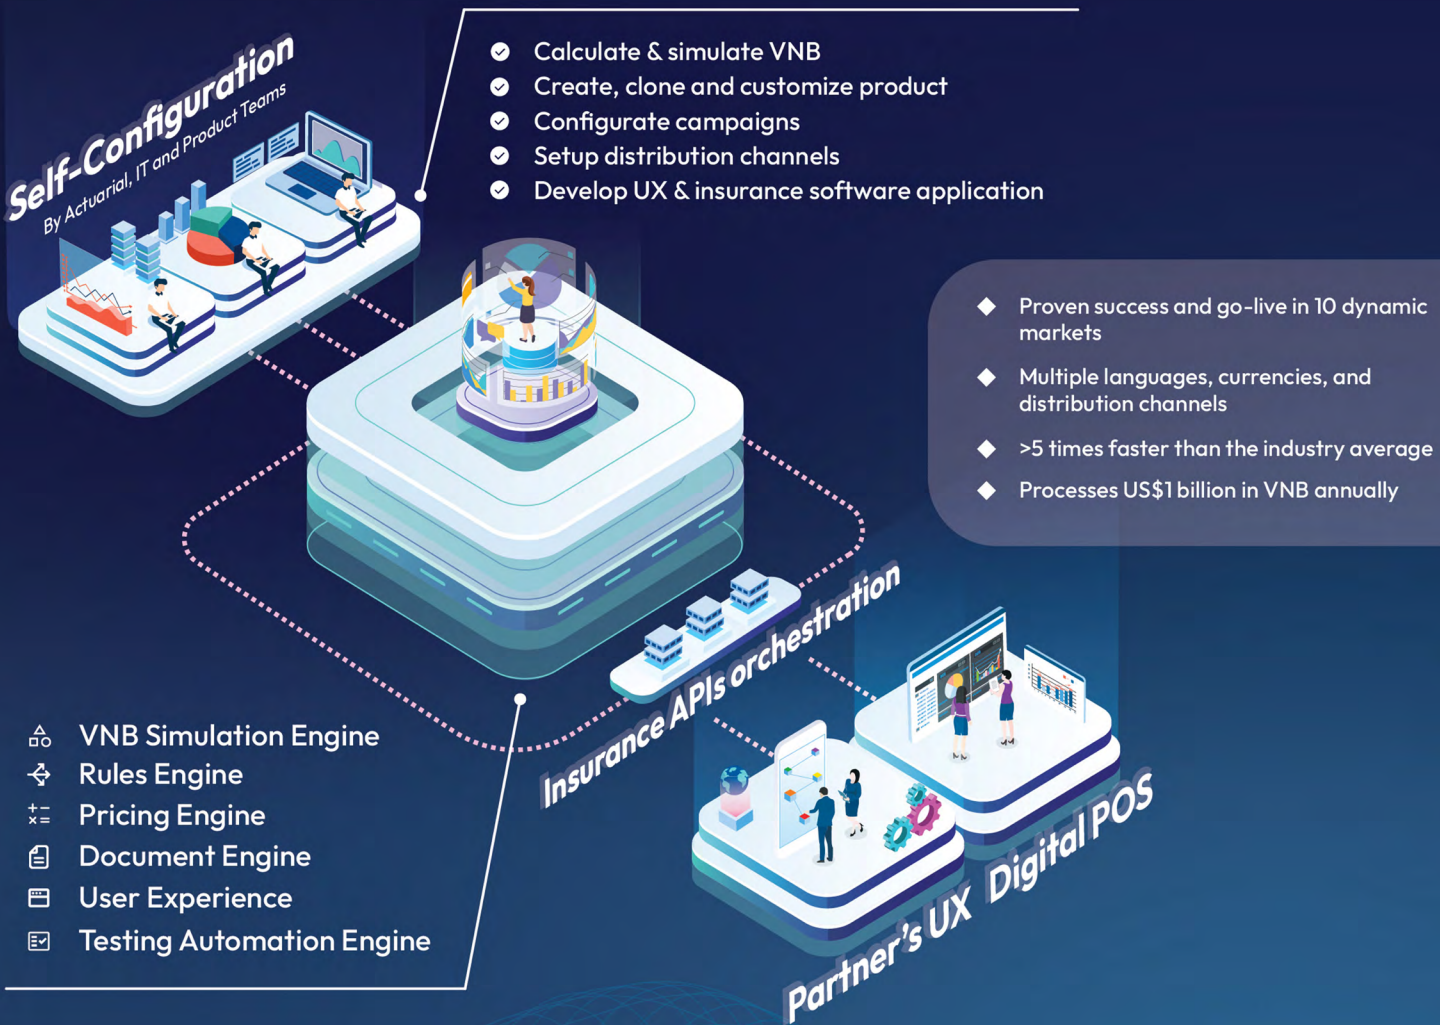 Self-Configuration
By Actuarial, IT and Product Teams
Calculate & simulate VNB
Create, clone and customize product
Configurate campaigns
Setup distribution channels
Develop UX & insurance software application
Proven success and go-live in 10 dynamic
markets
Multiple languages, currencies, and
distribution channels
>5 times faster than the industry average
Processes US$1 billion in VNB annually
Insurance APIs orchestration
VNB Simulation Engine
Rules Engine
Pricing Engine
Document Engine
User Experience
Testing Automation Engine
Partner's UX
Digital POS